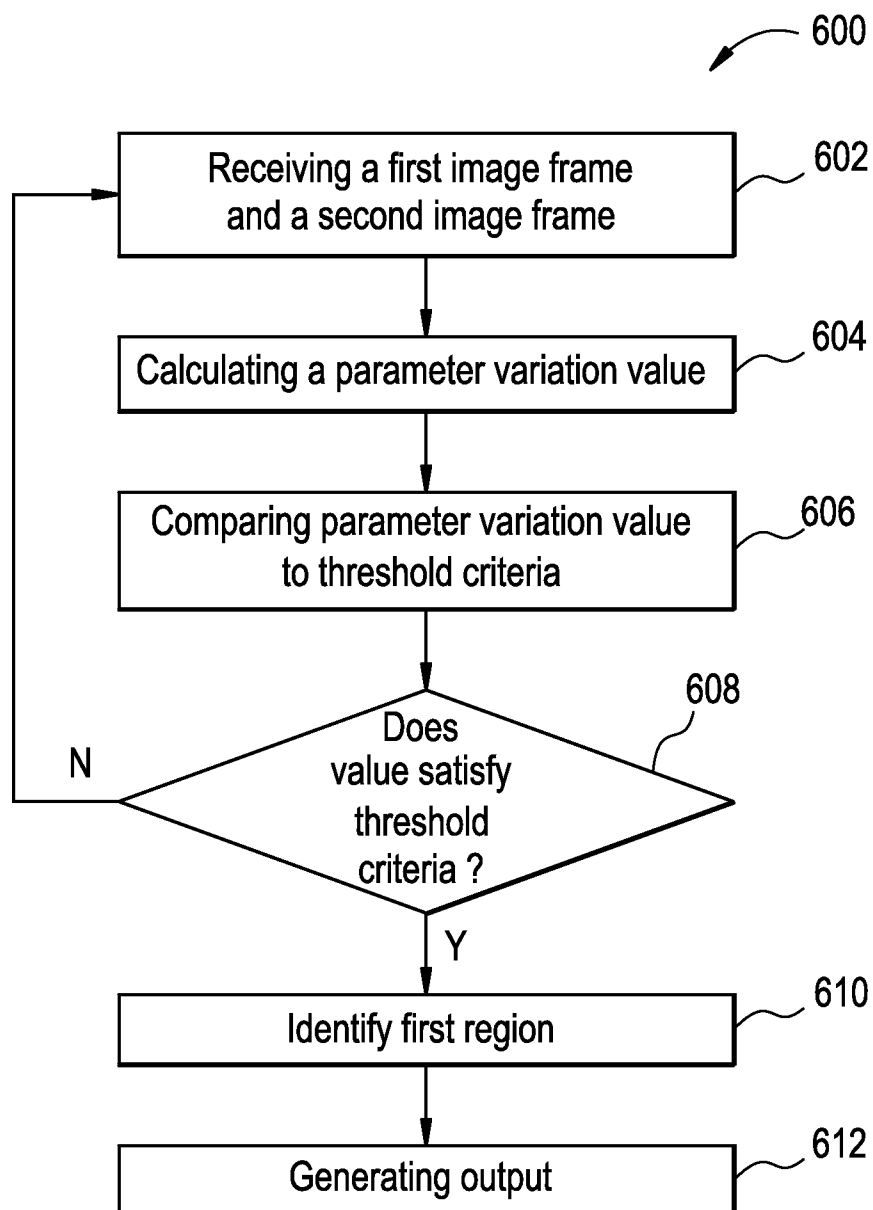 600
Receiving a first image frame
and a second image frame
602
Calculating a parameter variation value
604
Comparing parameter variation value
to threshold criteria
606
608
Does
value satisfy
threshold
criteria ?
N
Y
Identify first region
610
Generating output
612